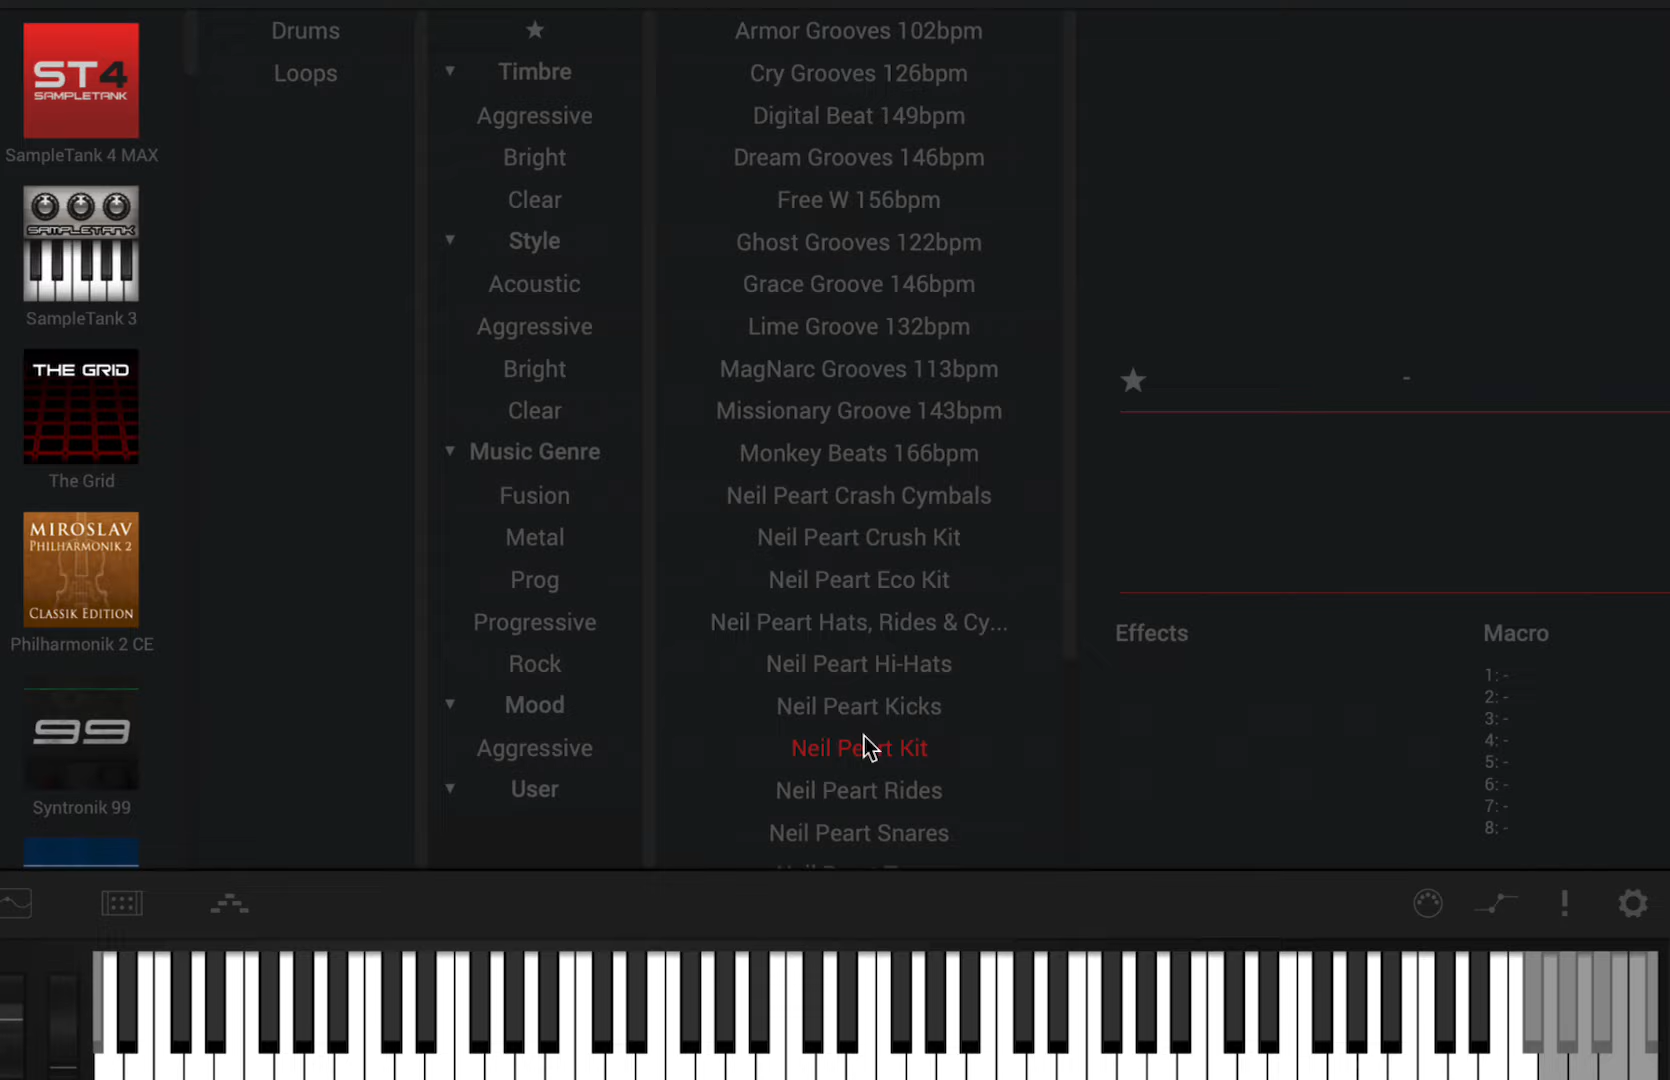 ST4
SAMPLETANK
SampleTank 4 MAX
SAMPLETANK
SampleTank 3
THE GRID
The Grid
MIROSLAV
PHILHARMONIK 2
CLASSIK EDITION
Philharmonik 2 CE
99
Syntronik 99
Drums
Loops
Timbre
Aggressive
Bright
Clear
Style
Acoustic
Aggressive
Bright
Clear
Music Genre
Fusion
Metal
Prog
Progressive
Rock
Mood
Aggressive
User
Armor Grooves 102bpm
Cry Grooves 126bpm
Digital Beat 149bpm
Dream Grooves 146bpm
Free W 156bpm
Ghost Grooves 122bpm
Grace Groove 146bpm
Lime Groove 132bpm
MagNarc Grooves 113bpm
Missionary Groove 143bpm
Monkey Beats 166bpm
Neil Peart Crash Cymbals
Neil Peart Crush Kit
Neil Peart Eco Kit
Neil Peart Hats, Rides & Cy...
Neil Peart Hi-Hats
Neil Peart Kicks
Neil Peart Kit
Neil Peart Rides
Neil Peart Snares
-
Effects
Macro
1: -
2: -
3: -
4: -
5: -
6: -
7: -
8: -